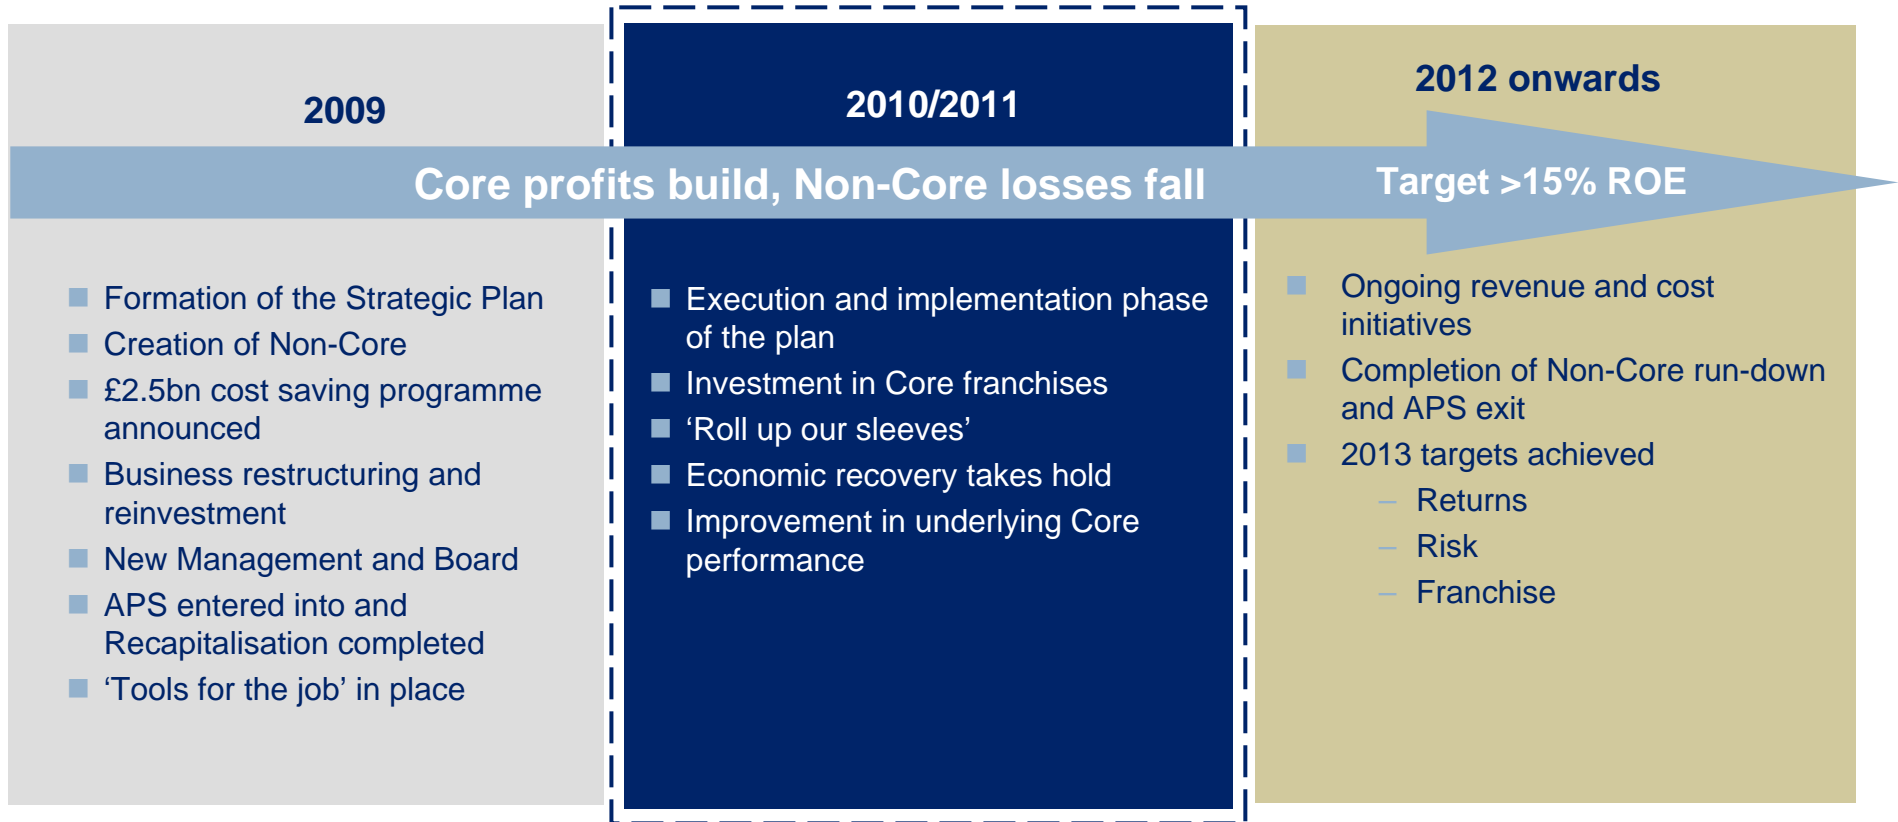 2009
2010/2011
2012 onwards
Core profits build, Non-Core losses fall
Target >15% ROE
Formation of the Strategic Plan
Creation of Non-Core
£2.5bn cost saving programme
announced
Business restructuring and
reinvestment
New Management and Board
APS entered into and
Recapitalisation completed
‘Tools for the job’ in place
Execution and implementation phase
of the plan
Investment in Core franchises
‘Roll up our sleeves’
Economic recovery takes hold
Improvement in underlying Core
performance
Ongoing revenue and cost
initiatives
Completion of Non-Core run-down
and APS exit
2013 targets achieved
– Returns
– Risk
– Franchise